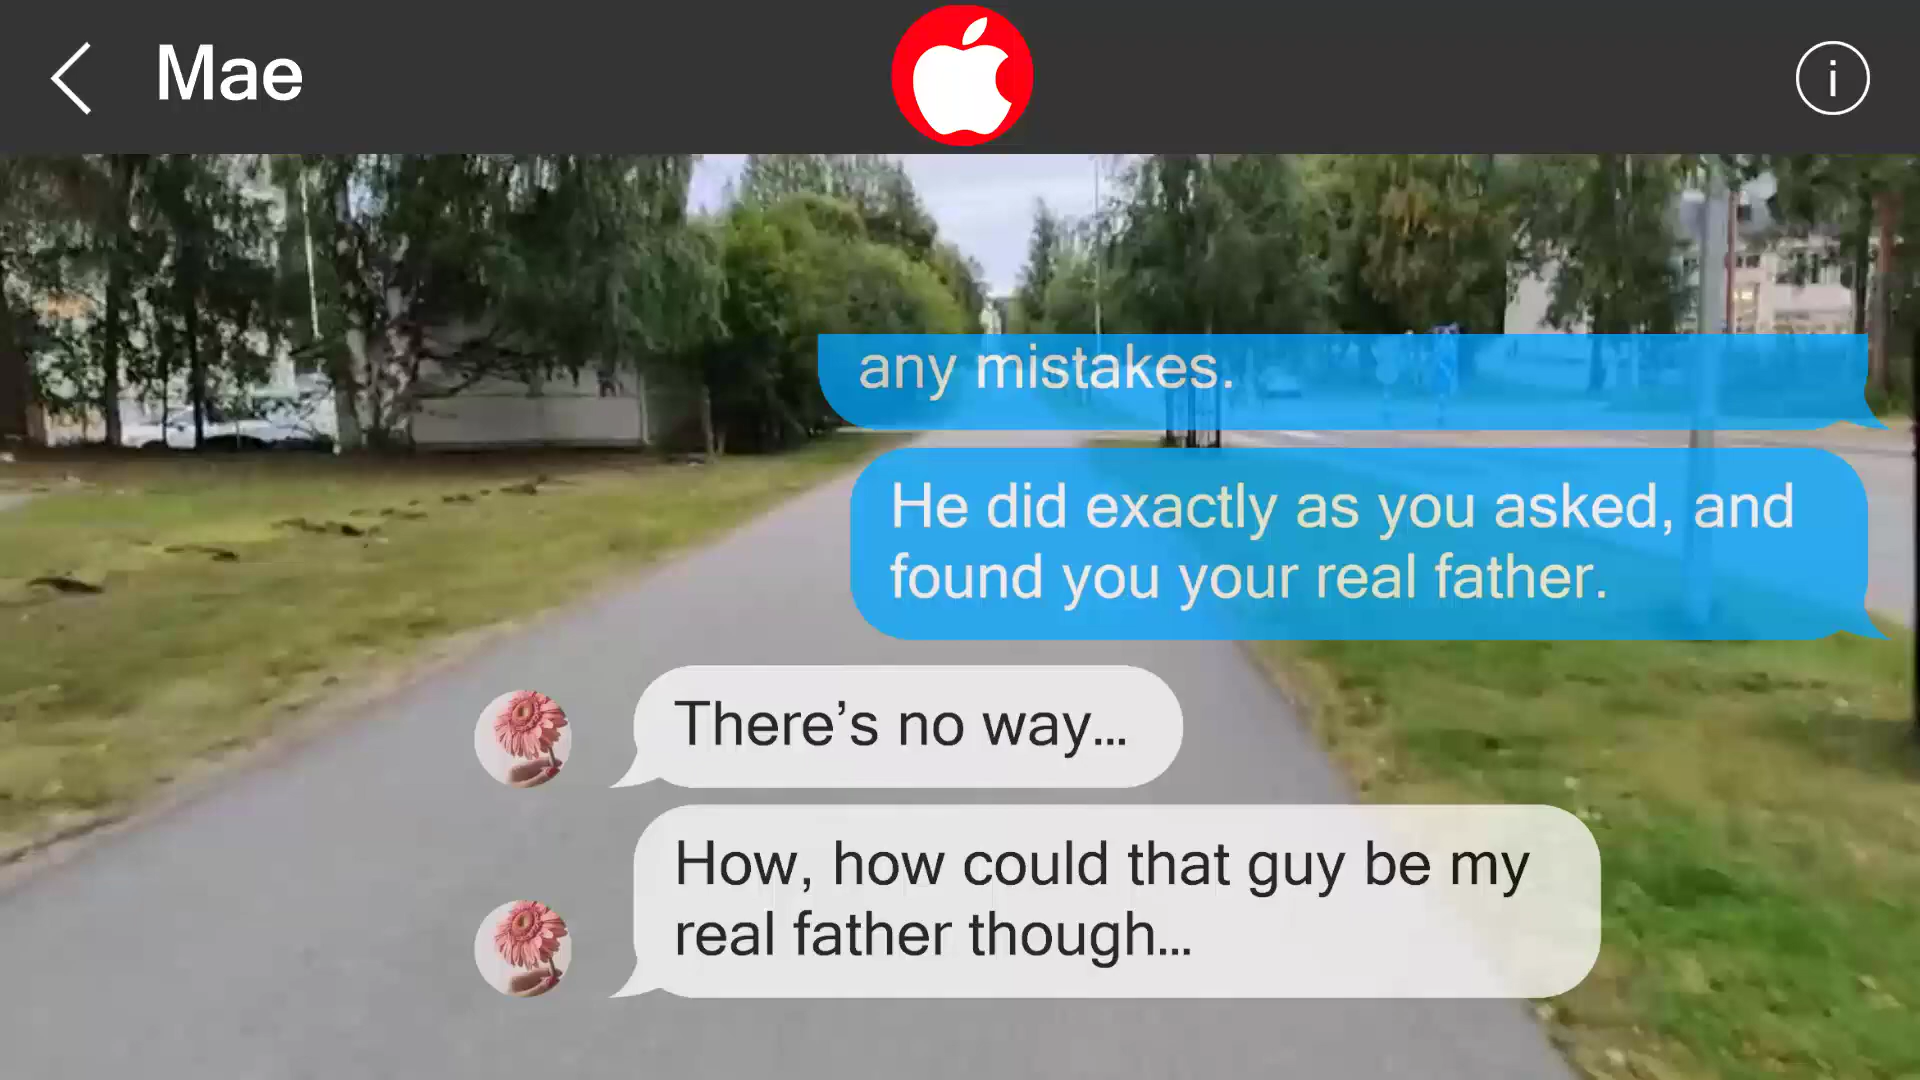 Mae
i
any mistakes.
He did exactly as you asked, and
found you your real father.
There’s no way...
How, how could that guy be my
real father though...